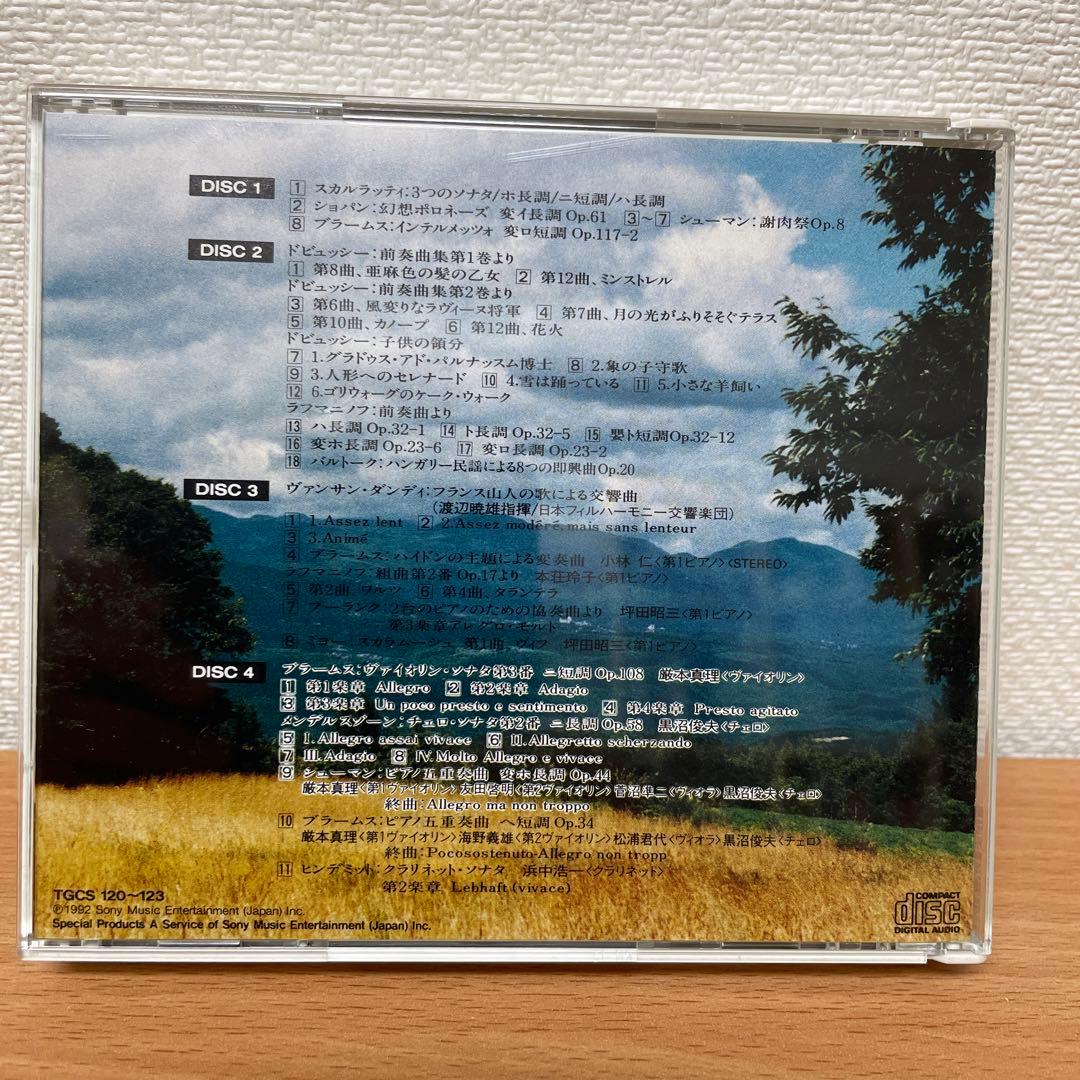 DISC 1
1 スカルラッティ:3つのソナタ/ホ長調/ニ短調/ハ長調
2 ショパン:幻想ポロネーズ 変イ長調 Op.61 3~7 シューマン:謝肉祭Op.8
8 ブラームス:インテルメッツォ 変ロ短調 Op.117-2
DISC 2
ドビュッシー:前奏曲集第1巻より
1 第8曲、亜麻色の髪の乙女 2 第12曲、ミンストレル
ドビュッシー:前奏曲集第2巻より
3 第6曲、風変りなラヴィーヌ将軍 4 第7曲、月の光がふりそそぐテラス
5 第10曲、カノープ 6 第12曲、花火
ドビュッシー:子供の領分
7 1.グラドゥス・アド・パルナッスム博士 8 2.象の子守歌
9 3.人形へのセレナード 10 4.雪は踊っている 11 5.小さな羊飼い
12 6.ゴリウォーグのケーク・ウォーク
ラフマニノフ:前奏曲より
13 ハ長調 Op.32-1 14 ト長調 Op.32-5 15 嬰ト短調 Op.32-12
16 変ホ長調 Op.23-6 17 変ロ長調 Op.23-2
18 バルトーク:ハンガリー民謡による8つの即興曲Op.20
DISC 3
ヴァンサン・ダンディ:フランス山人の歌による交響曲
(渡辺暁雄指揮/日本フィルハーモニー交響楽団)
1 1.Assez lent 2 2.Assez modéré, mais sans lenteur
3 3.Animé
4 ブラームス:ハイドンの主題による変奏曲 小林 仁<第1ピアノ><STEREO>
ラフマニノフ:組曲第2番 Op.17より 本荘玲子<第1ピアノ>
5 第2曲、ワルツ 6 第4曲、タランテラ
7 プーランク:2台のピアノのための協奏曲より 坪田昭三<第1ピアノ>
第3楽章アレグロ・モルト
8 ミヨー:スカラムーシュ 第1曲、ヴィフ 坪田昭三<第1ピアノ>
DISC 4
ブラームス:ヴァイオリン・ソナタ第3番 ニ短調 Op.108 厳本真理<ヴァイオリン>
1 第1楽章 Allegro 2 第2楽章 Adagio
3 第3楽章 Un poco presto e sentimento 4 第4楽章 Presto agitato
メンデルスゾーン:チェロ・ソナタ第2番 ニ長調 Op.58 黒沼俊夫<チェロ>
5 I.Allegro assai vivace 6 II.Allegretto scherzando
7 III.Adagio 8 IV.Molto Allegro e vivace
9 シューマン:ピアノ五重奏曲 変ホ長調 Op.44
厳本真理<第1ヴァイオリン>友田啓明<第2ヴァイオリン>菅沼準二<ヴィオラ>黒沼俊夫<チェロ>
終曲:Allegro ma non troppo
10 ブラームス:ピアノ五重奏曲 ヘ短調 Op.34
厳本真理<第1ヴァイオリン>海野義雄<第2ヴァイオリン>松浦君代<ヴィオラ>黒沼俊夫<チェロ>
終曲:Pocosostenuto-Allegro non tropp
11 ヒンデミット:クラリネット・ソナタ 浜中浩一<クラリネット>
第2楽章 Lebhaft (vivace)
TGCS 120~123
Ⓟ1992 Sony Music Entertainment (Japan) Inc.
Special Products A Service of Sony Music Entertainment (Japan) Inc.
COMPACT
disc
DIGITAL AUDIO